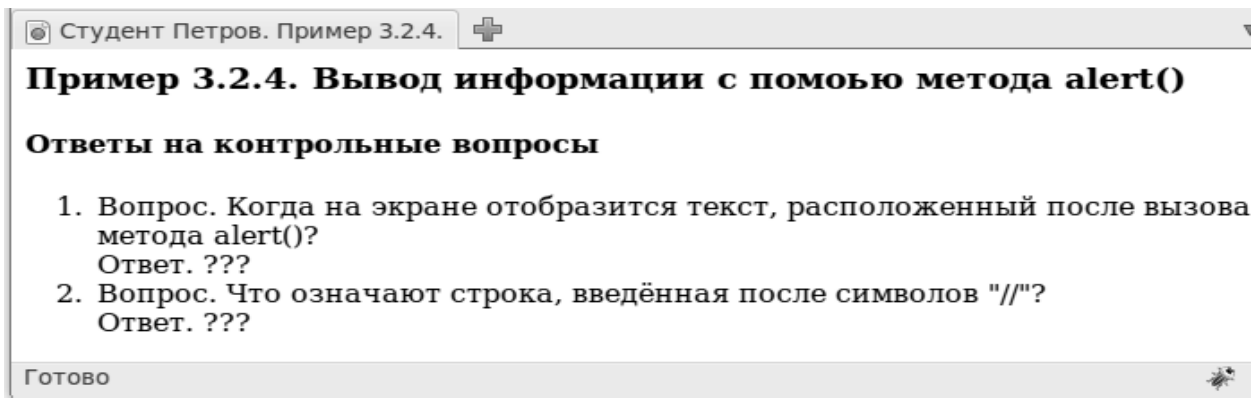 Студент Петров. Пример 3.2.4.
Пример 3.2.4. Вывод информации с помоью метода alert()
Ответы на контрольные вопросы
1. Вопрос. Когда на экране отобразится текст, расположенный после вызова
метода alert()?
Ответ. ???
2. Вопрос. Что означают строка, введённая после символов "//"?
Ответ. ???
Готово